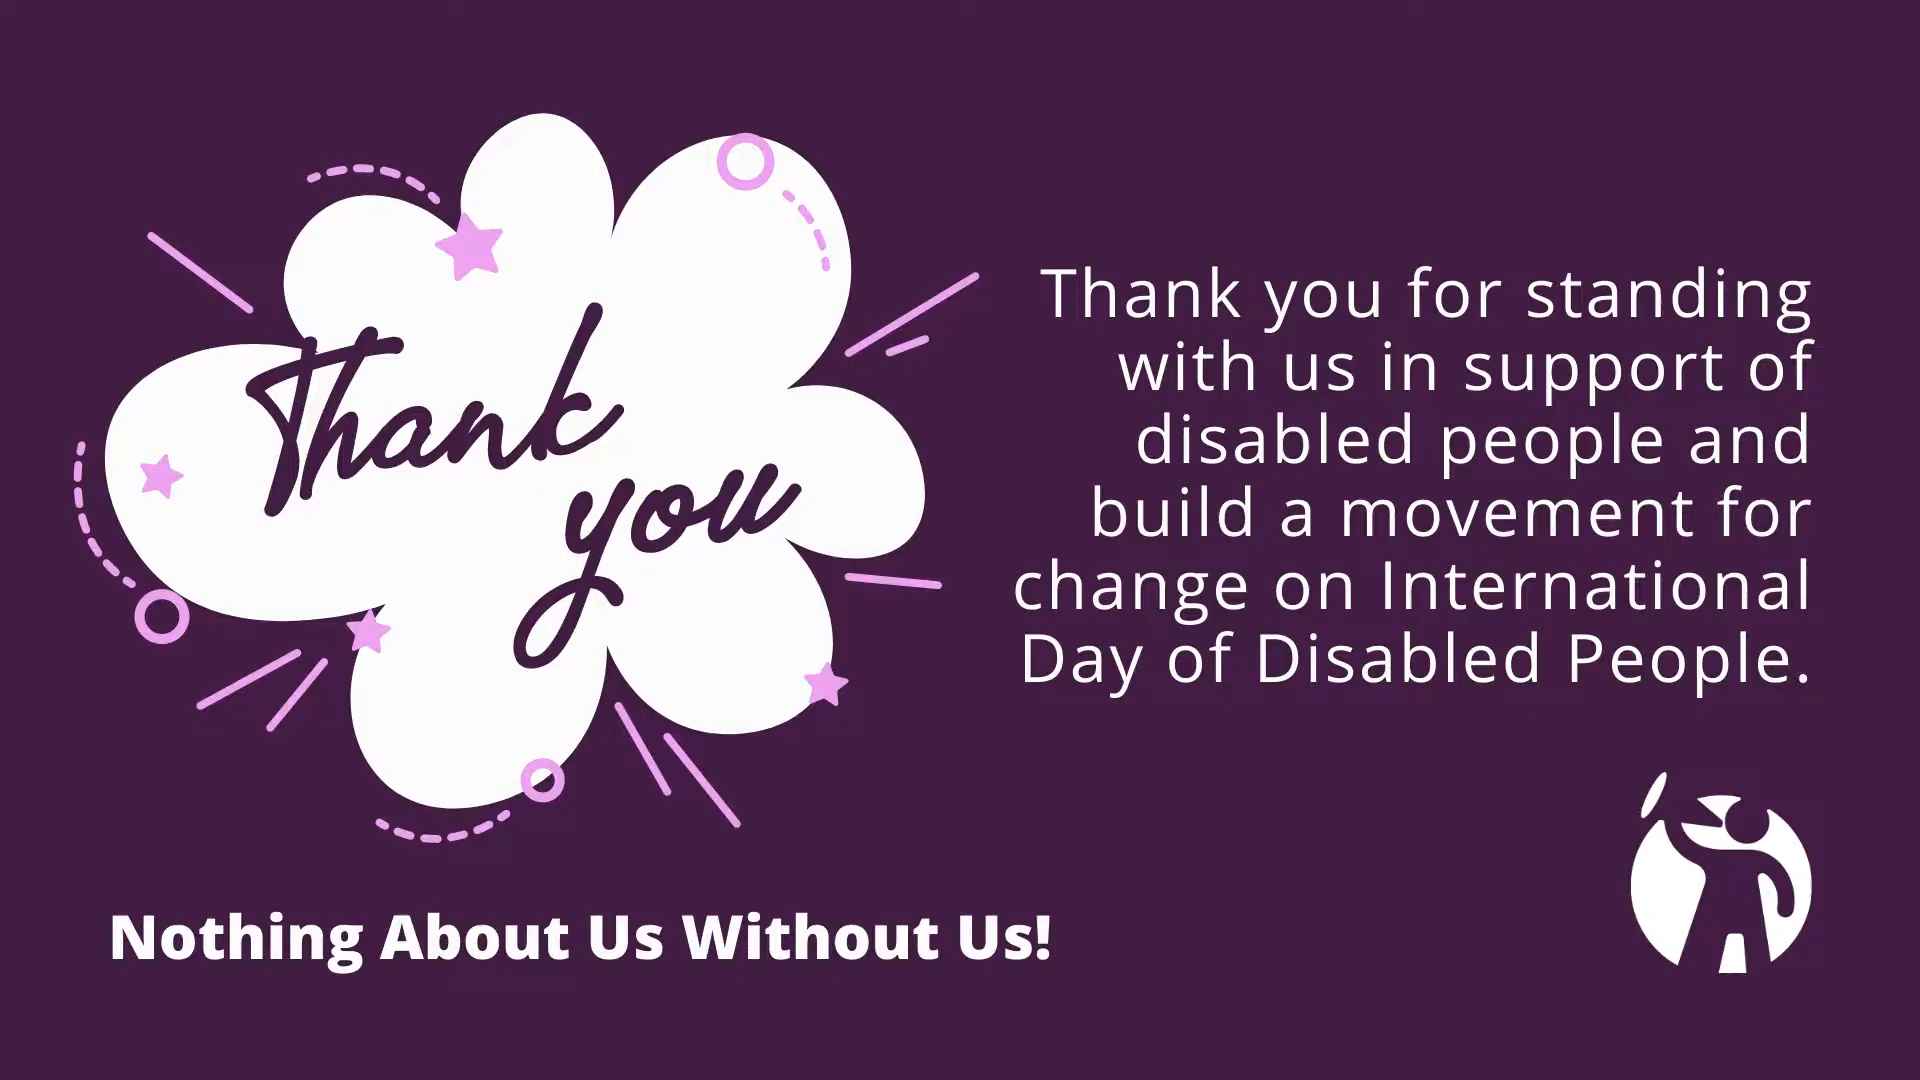 Thank
you
Thank you for standing
with us in support of
disabled people and
build a movement for
change on International
Day of Disabled People.
Nothing About Us Without Us!